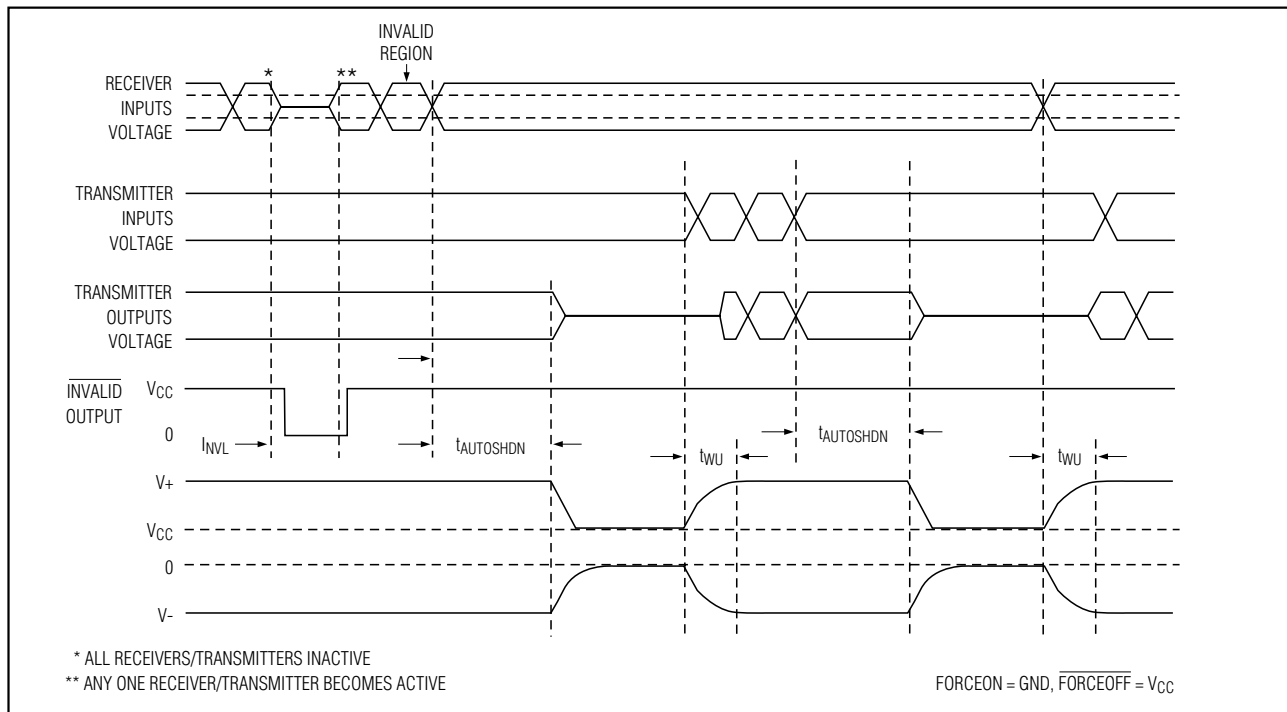 INVALID
REGION
* **
RECEIVER
INPUTS
VOLTAGE
TRANSMITTER
INPUTS
VOLTAGE
TRANSMITTER
OUTPUTS
VOLTAGE
INVALID
OUTPUT
VCC
0
INVL
tAUTOSHDN
tWU
tAUTOSHDN
tWU
V+
VCC
0
V-
* ALL RECEIVERS/TRANSMITTERS INACTIVE
** ANY ONE RECEIVER/TRANSMITTER BECOMES ACTIVE
FORCEON = GND, FORCEOFF = VCC